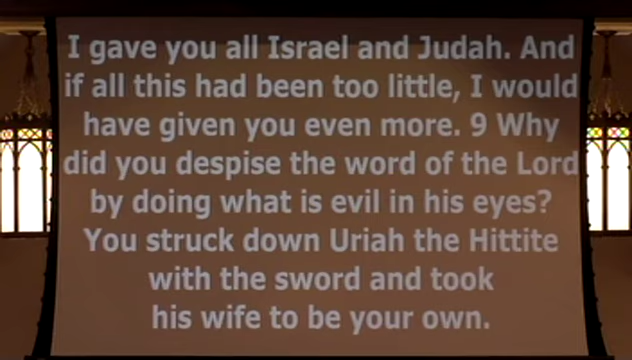 I gave you all Israel and Judah. And
if all this had been too little, I would
have given you even more. 9 Why
did you despise the word of the Lord
by doing what is evil in his eyes?
You struck down Uriah the Hittite
with the sword and took
his wife to be your own.